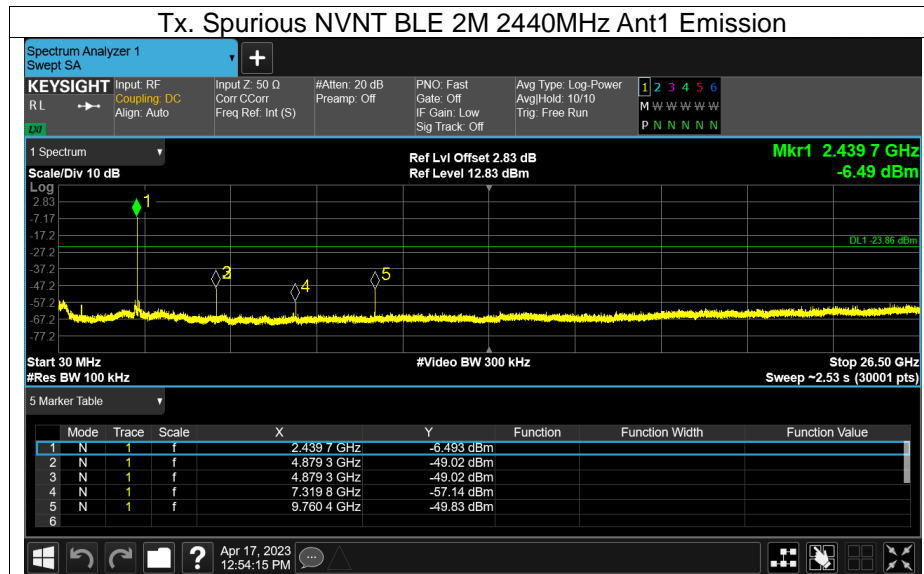 Tx. Spurious NVNT BLE 2M 2440MHz Ant1 Emission
Spectrum Analyzer 1
Swept SA
+
KEYSIGHT Input: RF Input Z: 50 Ω #Atten: 20 dB PNO: Fast Avg Type: Log-Power 1 2 3 4 5 6
R L Coupling: DC Corr CCorr Preamp: Off Gate: Off Avg|Hold: 10/10 M W W W W W
Align: Auto Freq Ref: Int (S) IF Gain: Low Trig: Free Run
LXI Sig Track: Off P N N N N N
1 Spectrum Ref Lvl Offset 2.83 dB Mkr1 2.439 7 GHz
Scale/Div 10 dB Ref Level 12.83 dBm -6.49 dBm
Log
2.83 1
-7.17
-17.2
DL1 -23.86 dBm
-27.2
-37.2
-47.2 4 5
-57.2
-67.2
-77.2
Start 30 MHz #Video BW 300 kHz Stop 26.50 GHz
#Res BW 100 kHz Sweep ~2.53 s (30001 pts)
5 Marker Table
Mode Trace Scale X Y Function Function Width Function Value
1 N 1 f 2.439 7 GHz -6.493 dBm
2 N 1 f 4.879 3 GHz -49.02 dBm
3 N 1 f 4.879 3 GHz -49.02 dBm
4 N 1 f 7.319 8 GHz -57.14 dBm
5 N 1 f 9.760 4 GHz -49.83 dBm
6
? Apr 17, 2023
12:54:15 PM